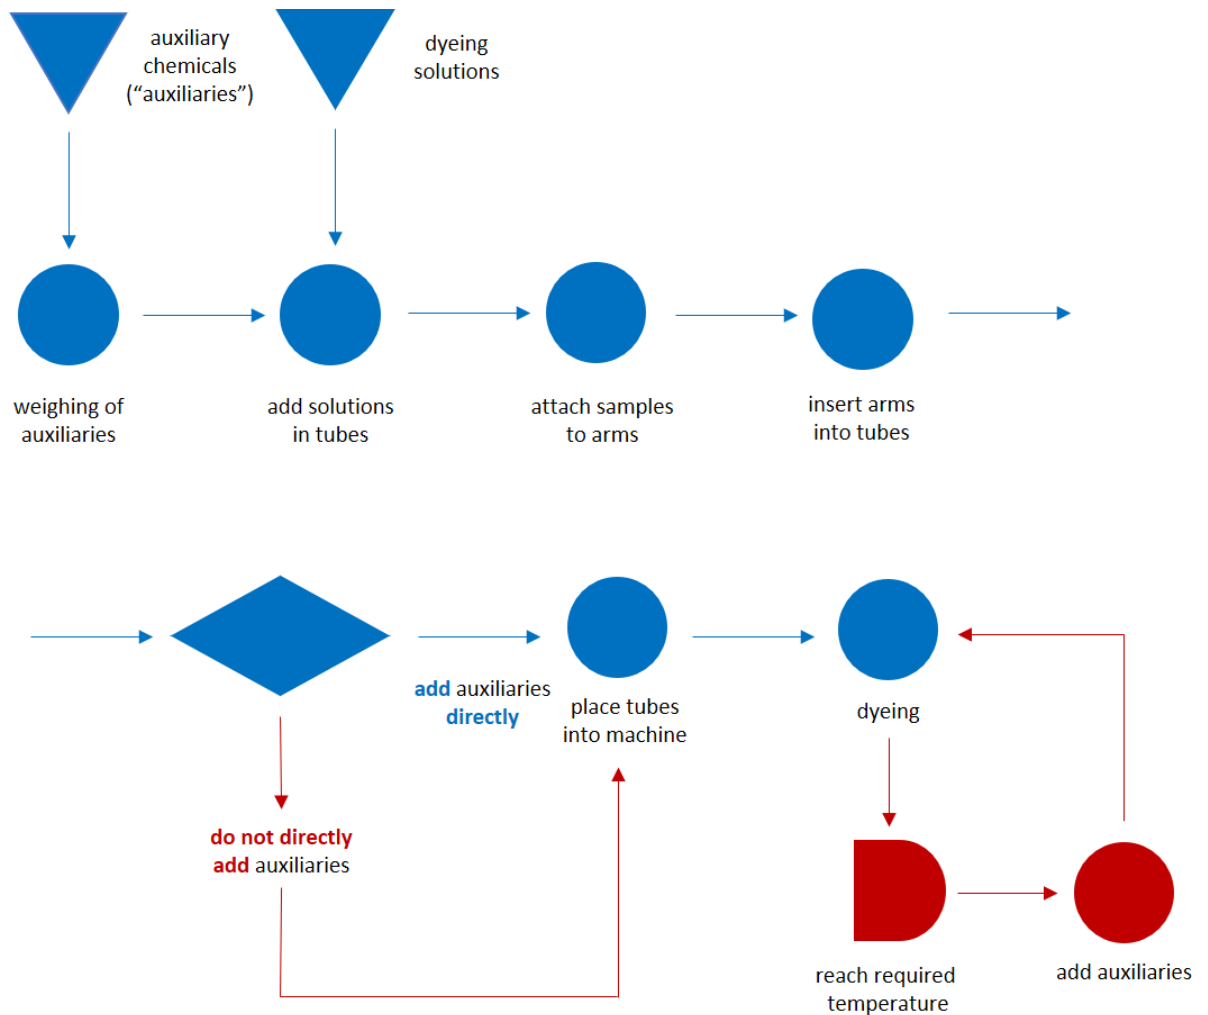 auxiliary
chemicals
(“auxiliaries”)
dyeing
solutions
weighing of
auxiliaries
add solutions
in tubes
attach samples
to arms
insert arms
into tubes
add auxiliaries
directly
place tubes
into machine
dyeing
do not directly
add auxiliaries
reach required
temperature
add auxiliaries